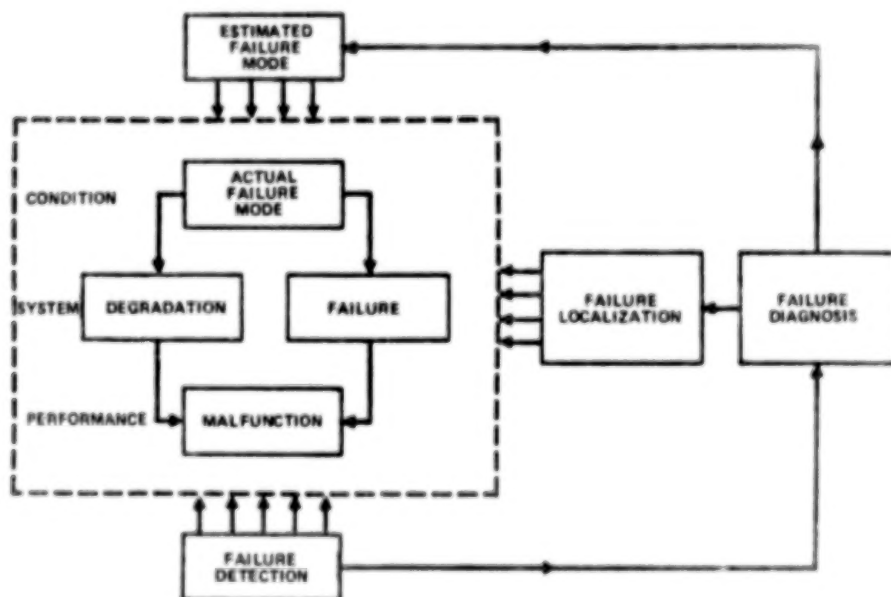 ESTIMATED
FAILURE
MODE
ACTUAL
FAILURE
MODE
CONDITION
SYSTEM
DEGRADATION
FAILURE
FAILURE
LOCALIZATION
FAILURE
DIAGNOSIS
PERFORMANCE
MALFUNCTION
FAILURE
DETECTION